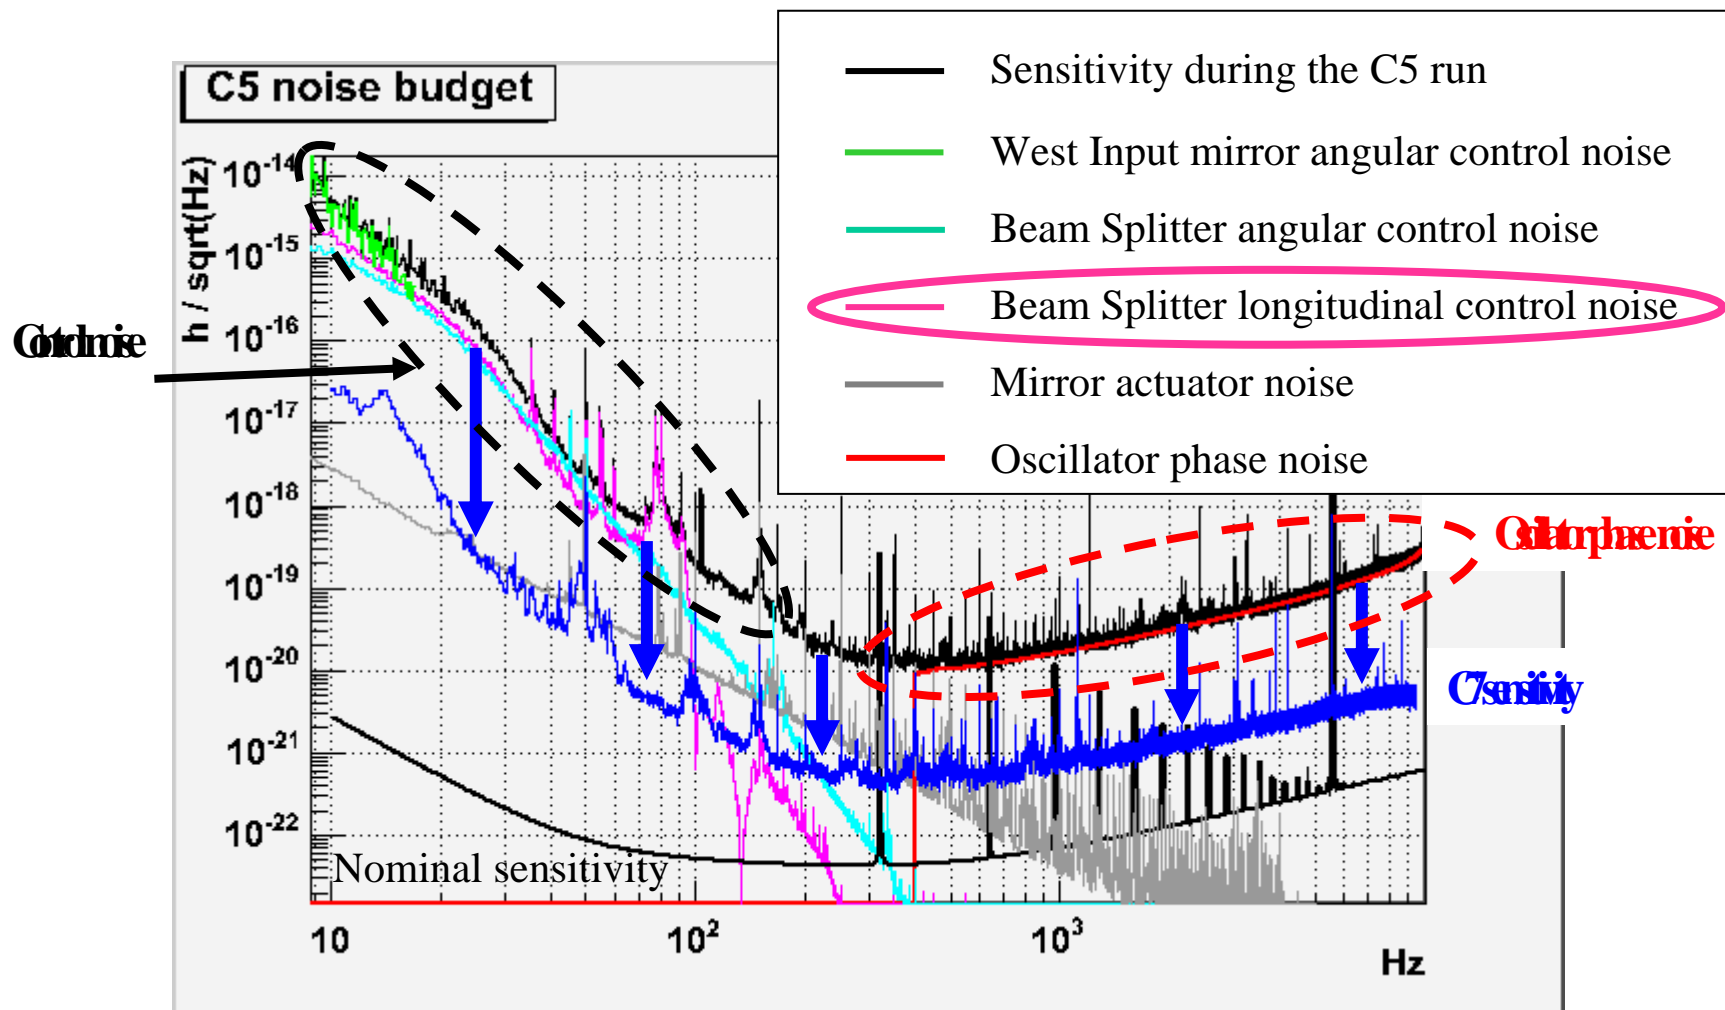 C5 noise budget
Sensitivity during the C5 run
West Input mirror angular control noise
Beam Splitter angular control noise
Beam Splitter longitudinal control noise
Mirror actuator noise
Oscillator phase noise
h / sqrt(Hz)
10-14
10-15
10-16
10-17
10-18
10-19
10-20
10-21
10-22
Nominal sensitivity
10
10²
10³
Hz